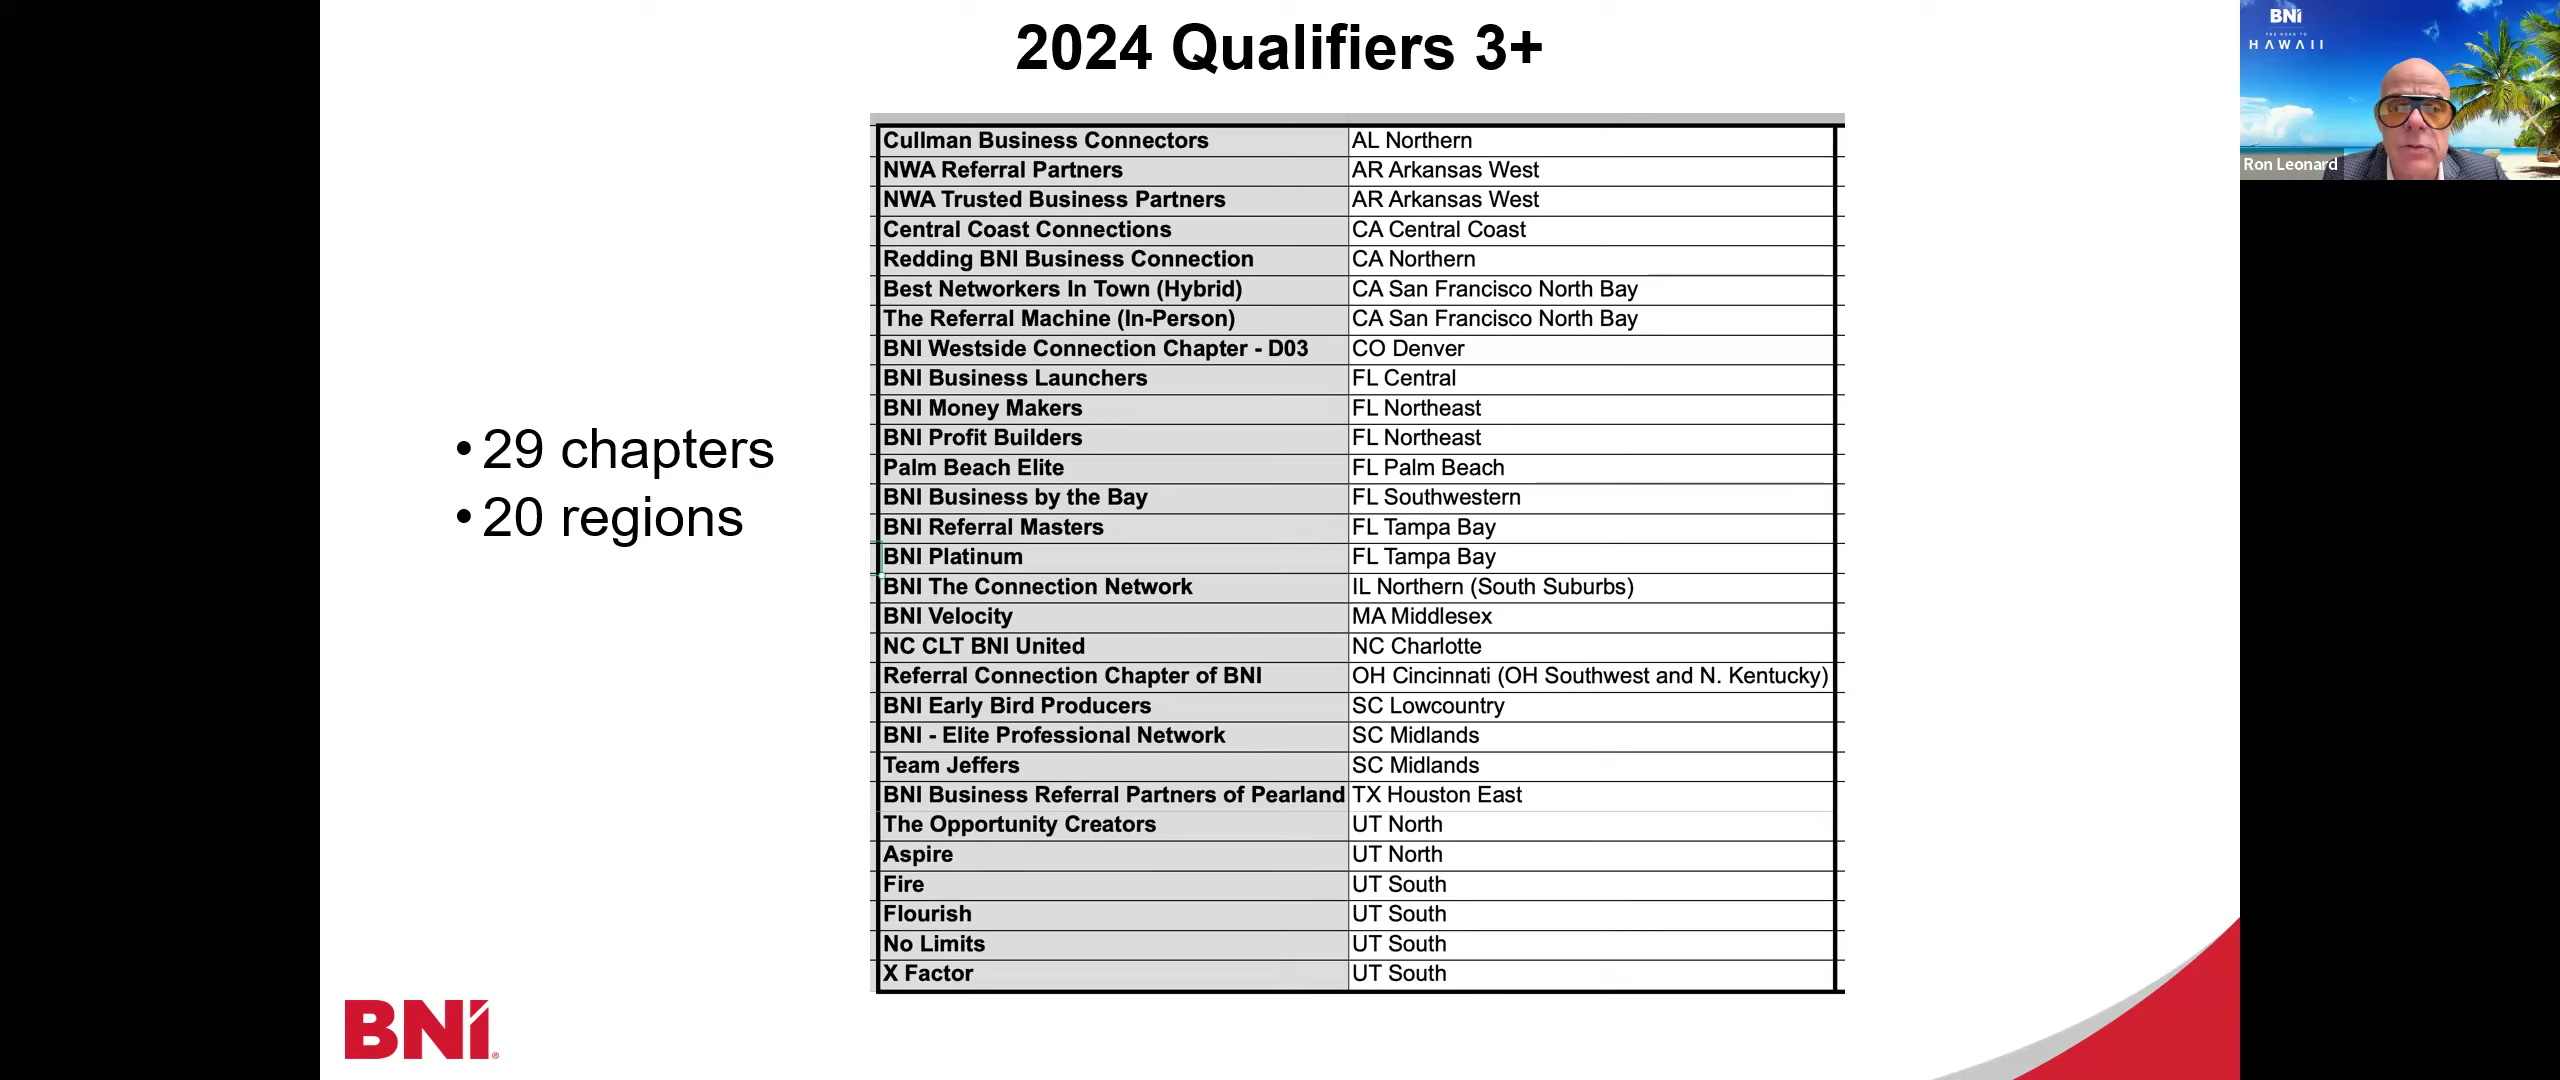 2024 Qualifiers 3+
• 29 chapters
• 20 regions
Cullman Business Connectors AL Northern
NWA Referral Partners AR Arkansas West
NWA Trusted Business Partners AR Arkansas West
Central Coast Connections CA Central Coast
Redding BNI Business Connection CA Northern
Best Networkers In Town (Hybrid) CA San Francisco North Bay
The Referral Machine (In-Person) CA San Francisco North Bay
BNI Westside Connection Chapter - D03 CO Denver
BNI Business Launchers FL Central
BNI Money Makers FL Northeast
BNI Profit Builders FL Northeast
Palm Beach Elite FL Palm Beach
BNI Business by the Bay FL Southwestern
BNI Referral Masters FL Tampa Bay
BNI Platinum FL Tampa Bay
BNI The Connection Network IL Northern (South Suburbs)
BNI Velocity MA Middlesex
NC CLT BNI United NC Charlotte
Referral Connection Chapter of BNI OH Cincinnati (OH Southwest and N. Kentucky)
BNI Early Bird Producers SC Lowcountry
BNI - Elite Professional Network SC Midlands
Team Jeffers SC Midlands
BNI Business Referral Partners of Pearland TX Houston East
The Opportunity Creators UT North
Aspire UT North
Fire UT South
Flourish UT South
No Limits UT South
X Factor UT South
BNI®
BNI
THE ROAD TO
HAWAII
Ron Leonard